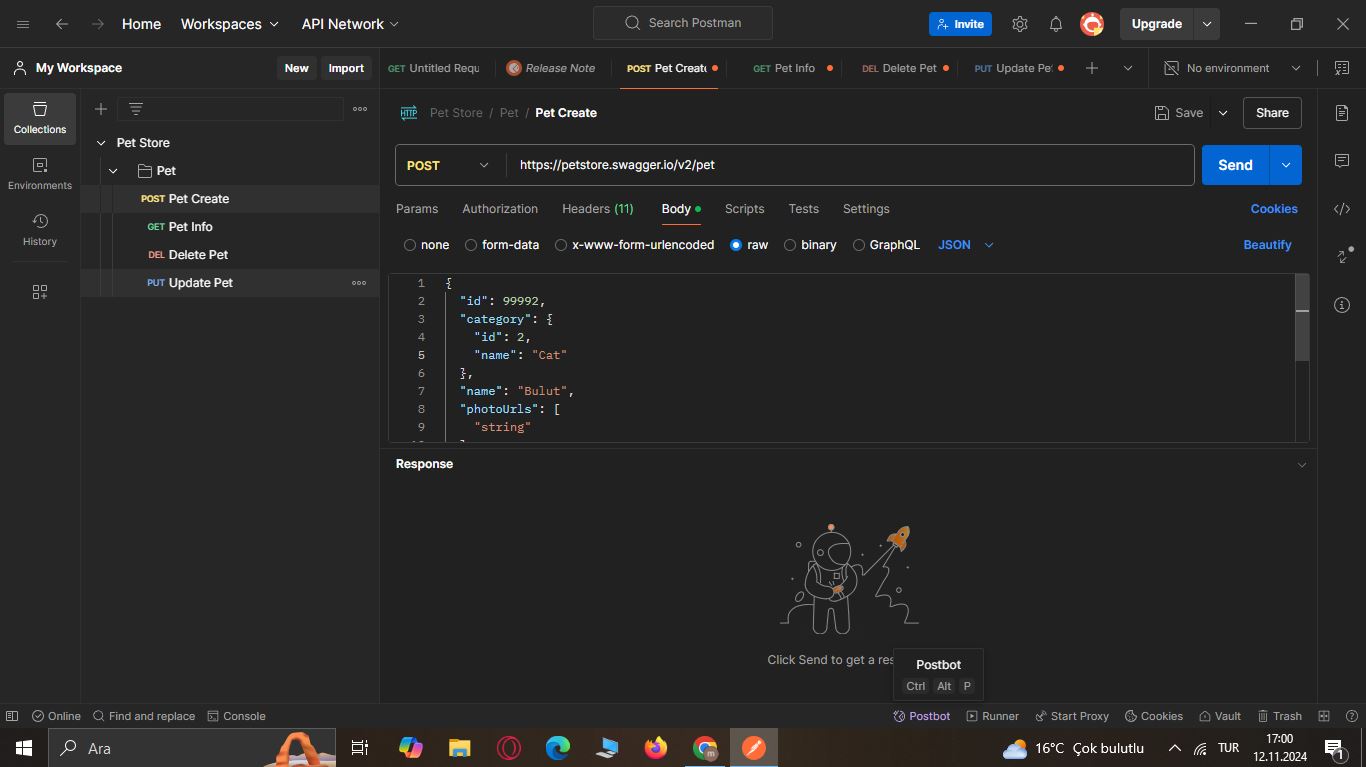 Home Workspaces API Network Search Postman Invite Upgrade
My Workspace New Import GET Untitled Requ Release Note POST Pet Create GET Pet Info DEL Delete Pet PUT Update Pe No environment
Collections
Environments
History
Pet Store
Pet
POST Pet Create
GET Pet Info
DEL Delete Pet
PUT Update Pet
HTTP Pet Store / Pet / Pet Create Save Share
POST https://petstore.swagger.io/v2/pet Send
Params Authorization Headers (11) Body Scripts Tests Settings Cookies
none form-data x-www-form-urlencoded raw binary GraphQL JSON Beautify
1 {
2 "id": 99992,
3 "category": {
4 "id": 2,
5 "name": "Cat"
6 },
7 "name": "Bulut",
8 "photoUrls": [
9 "string"
Response
Click Send to get a res
Postbot
Ctrl Alt P
Online Find and replace Console Postbot Runner Start Proxy Cookies Vault Trash
Ara 16°C Çok bulutlu TUR 17:00
12.11.2024 1